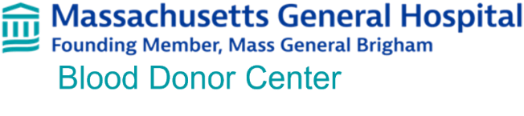 Massachusetts General Hospital
Founding Member, Mass General Brigham
Blood Donor Center